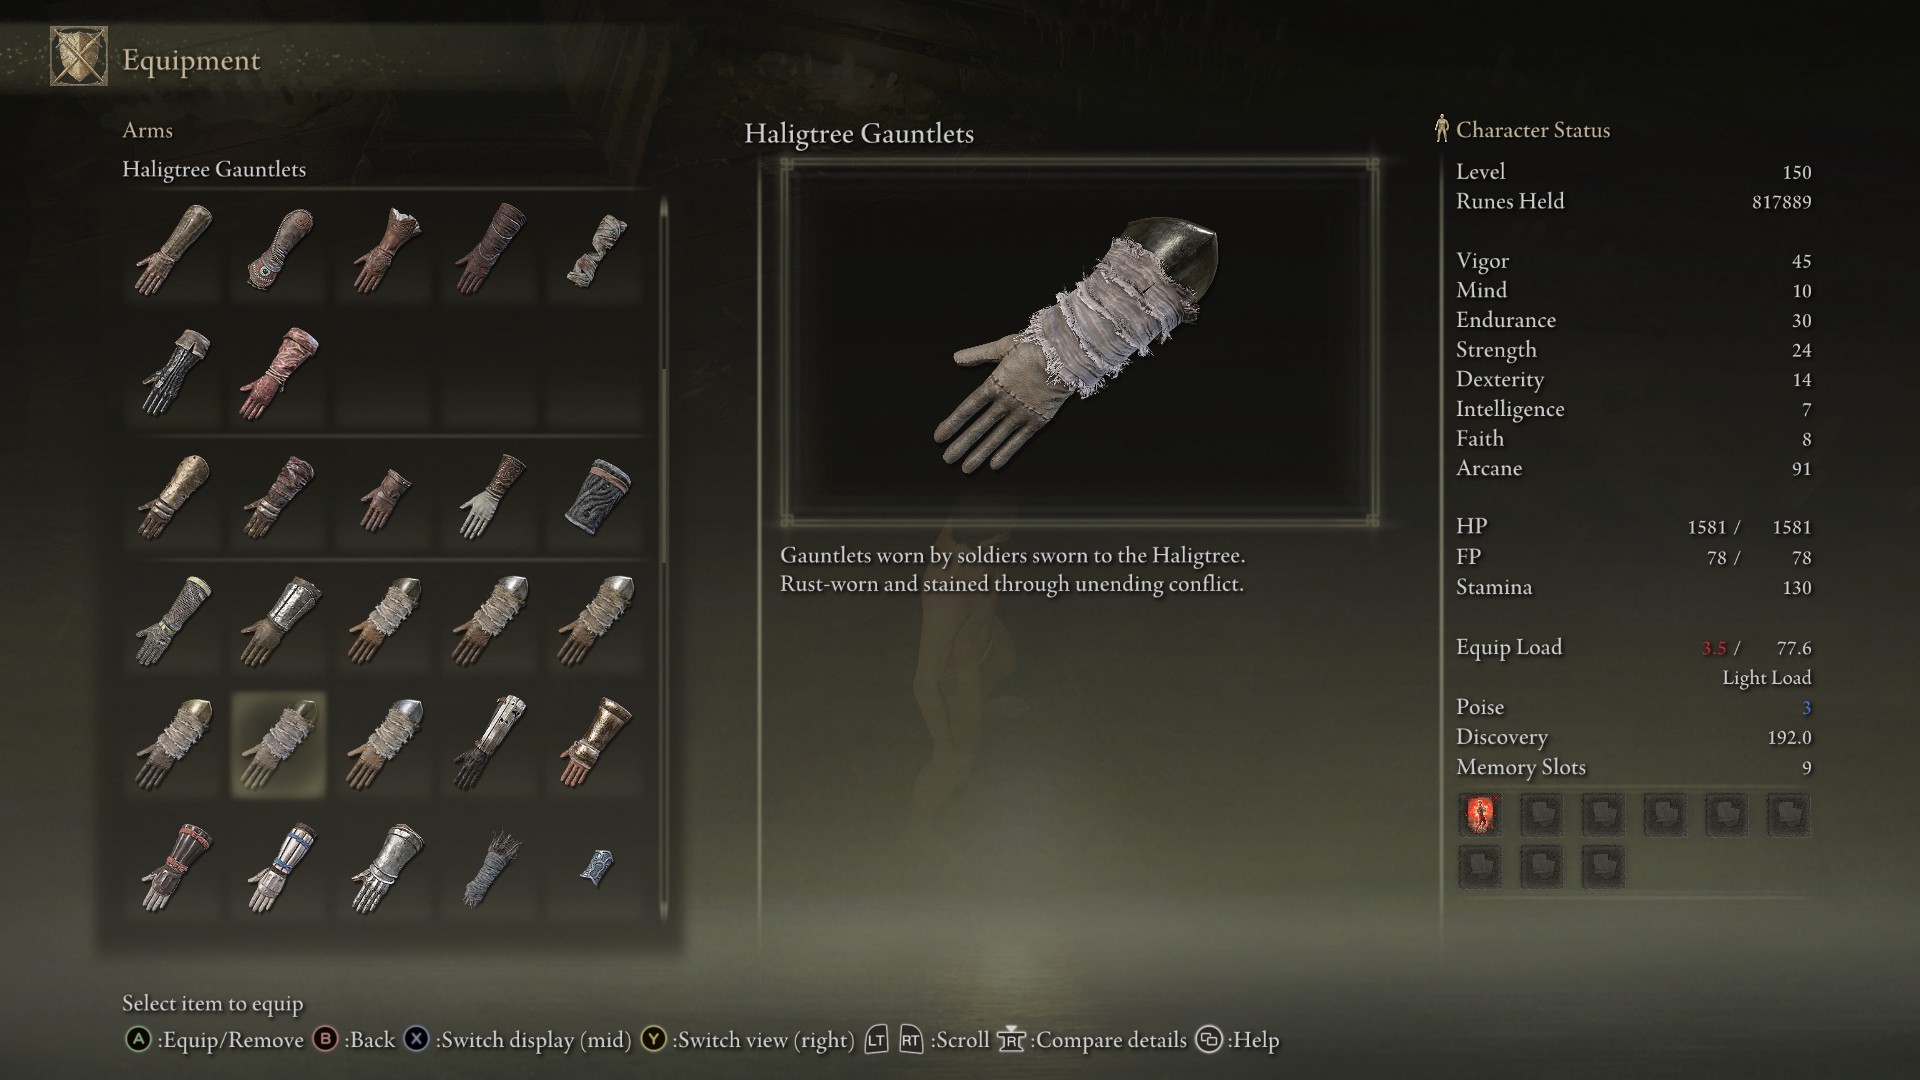 Equipment
Arms
Haligtree Gauntlets
Haligtree Gauntlets
Gauntlets worn by soldiers sworn to the Haligtree.
Rust-worn and stained through unending conflict.
Character Status
Level 150
Runes Held 817889
Vigor 45
Mind 10
Endurance 30
Strength 24
Dexterity 14
Intelligence 7
Faith 8
Arcane 91
HP 1581 / 1581
FP 78 / 78
Stamina 130
Equip Load 3.5 / 77.6
Light Load
Poise 3
Discovery 192.0
Memory Slots 9
Select item to equip
A :Equip/Remove B :Back X :Switch display (mid) Y :Switch view (right) LT RT :Scroll R :Compare details :Help